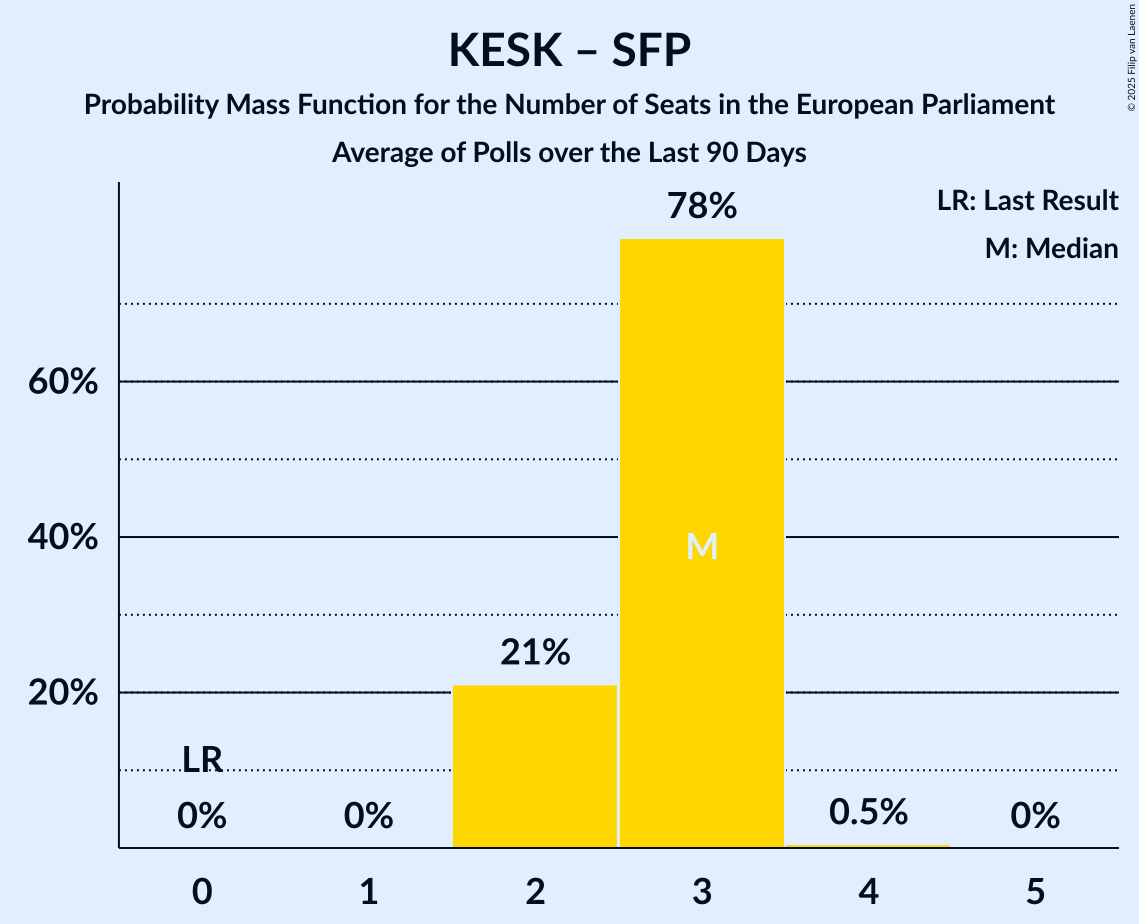 KESK – SFP
Probability Mass Function for the Number of Seats in the European Parliament
Average of Polls over the Last 90 Days
© 2025 Filip van Laenen
LR: Last Result
M: Median
78%
60%
40%
20%
M
21%
LR
0%
0%
0.5%
0%
0
1
2
3
4
5